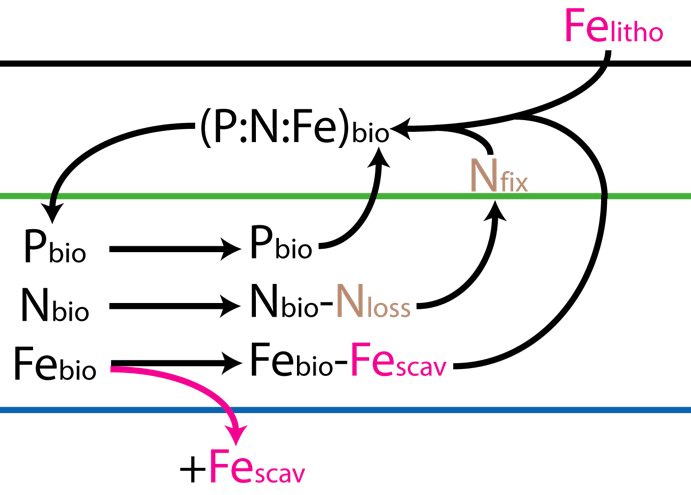 Felitho
(P:N:Fe)bio
Nfix
Pbio Pbio
Nbio Nbio-Nloss
Febio Febio-Fescav
+Fescav